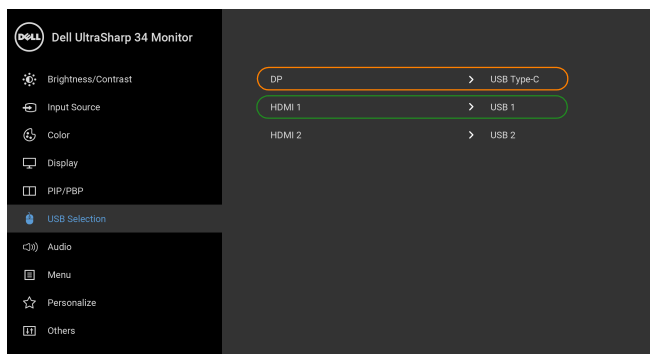 DELL Dell UltraSharp 34 Monitor
Brightness/Contrast
Input Source
Color
Display
PIP/PBP
USB Selection
Audio
Menu
Personalize
Others
DP > USB Type-C
HDMI 1 > USB 1
HDMI 2 > USB 2